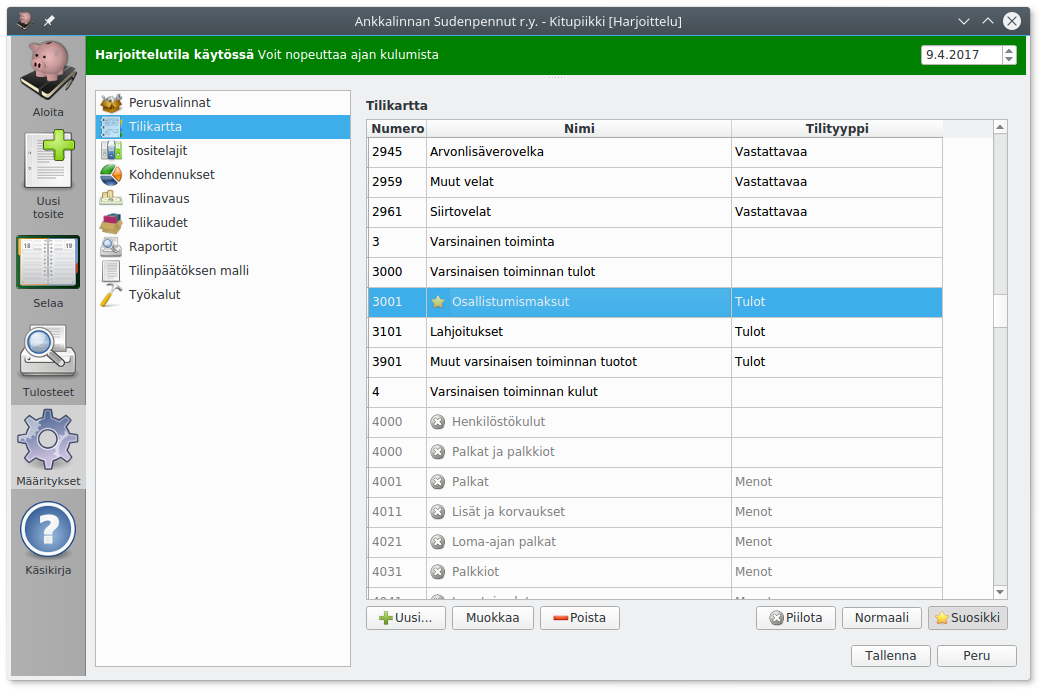 Ankkalinnan Sudenpennut r.y. - Kitupiikki [Harjoittelu]
Harjoittelutila käytössä Voit nopeuttaa ajan kulumista
9.4.2017
Aloita
Uusi
tosite
18
19
Selaa
Tulosteet
Määritykset
Käsikirja
Perusvalinnat
Tilikartta
Tositelajit
Kohdennukset
Tilinavaus
Tilikaudet
Raportit
Tilinpäätöksen malli
Työkalut
Tilikartta
Numero Nimi Tilityyppi
2945 Arvonlisäverovelka Vastattavaa
2959 Muut velat Vastattavaa
2961 Siirtovelat Vastattavaa
3 Varsinainen toiminta
3000 Varsinaisen toiminnan tulot
3001 Osallistumismaksut Tulot
3101 Lahjoitukset Tulot
3901 Muut varsinaisen toiminnan tuotot Tulot
4 Varsinaisen toiminnan kulut
4000 Henkilöstökulut
4000 Palkat ja palkkiot
4001 Palkat Menot
4011 Lisät ja korvaukset Menot
4021 Loma-ajan palkat Menot
4031 Palkkiot Menot
Uusi... Muokkaa Poista Piilota Normaali Suosikki
Tallenna Peru